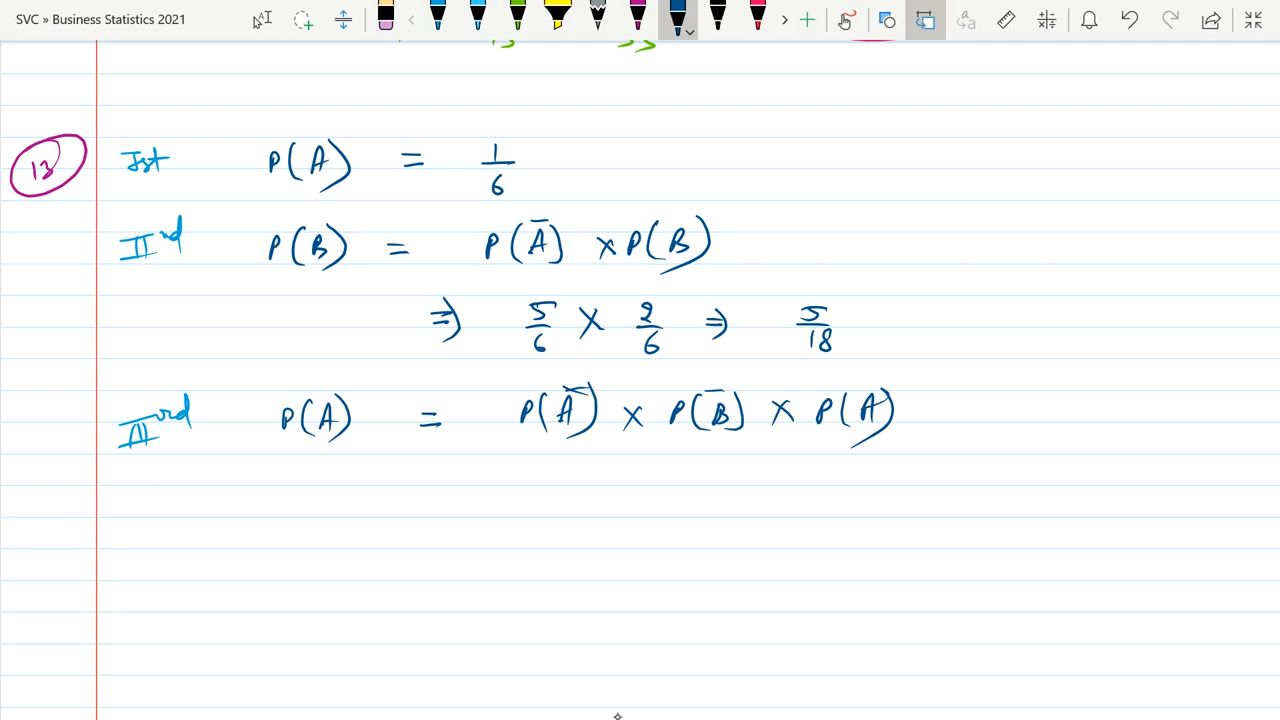 SVC » Business Statistics 2021
13 Ist P(A) = 1/6
IInd P(B) = P(Ā) × P(B)
⇒ 5/6 × 2/6 ⇒ 5/18
IIIrd P(A) = P(Ā) × P(B̄) × P(A)